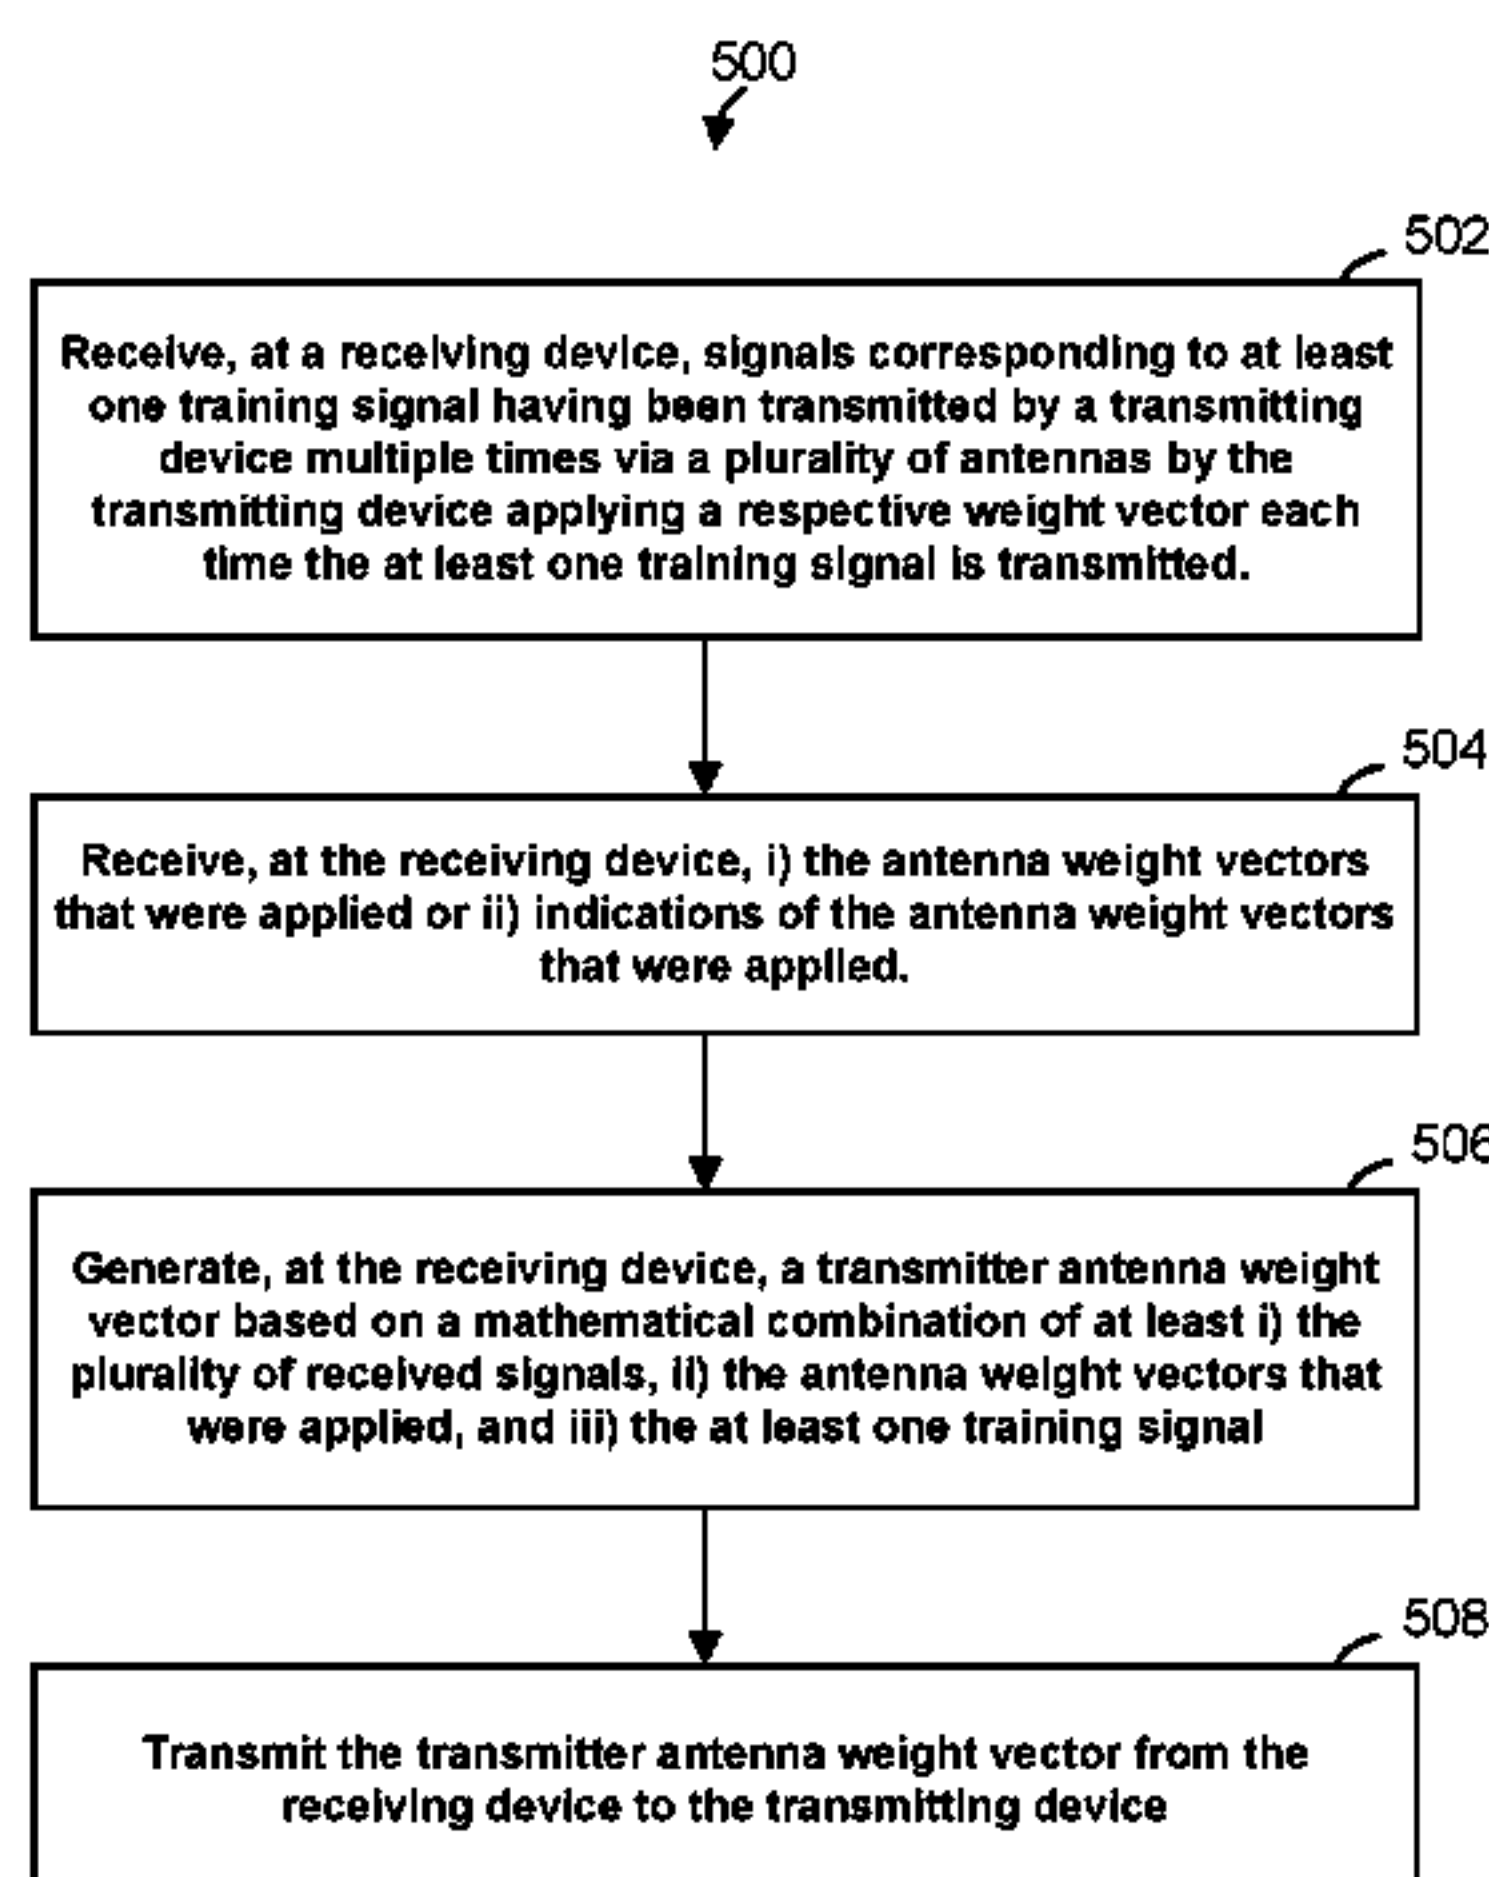 500
502
Receive, at a receiving device, signals corresponding to at least
one training signal having been transmitted by a transmitting
device multiple times via a plurality of antennas by the
transmitting device applying a respective weight vector each
time the at least one training signal is transmitted.
504
Receive, at the receiving device, i) the antenna weight vectors
that were applied or ii) indications of the antenna weight vectors
that were applied.
506
Generate, at the receiving device, a transmitter antenna weight
vector based on a mathematical combination of at least i) the
plurality of received signals, ii) the antenna weight vectors that
were applied, and iii) the at least one training signal
508
Transmit the transmitter antenna weight vector from the
receiving device to the transmitting device